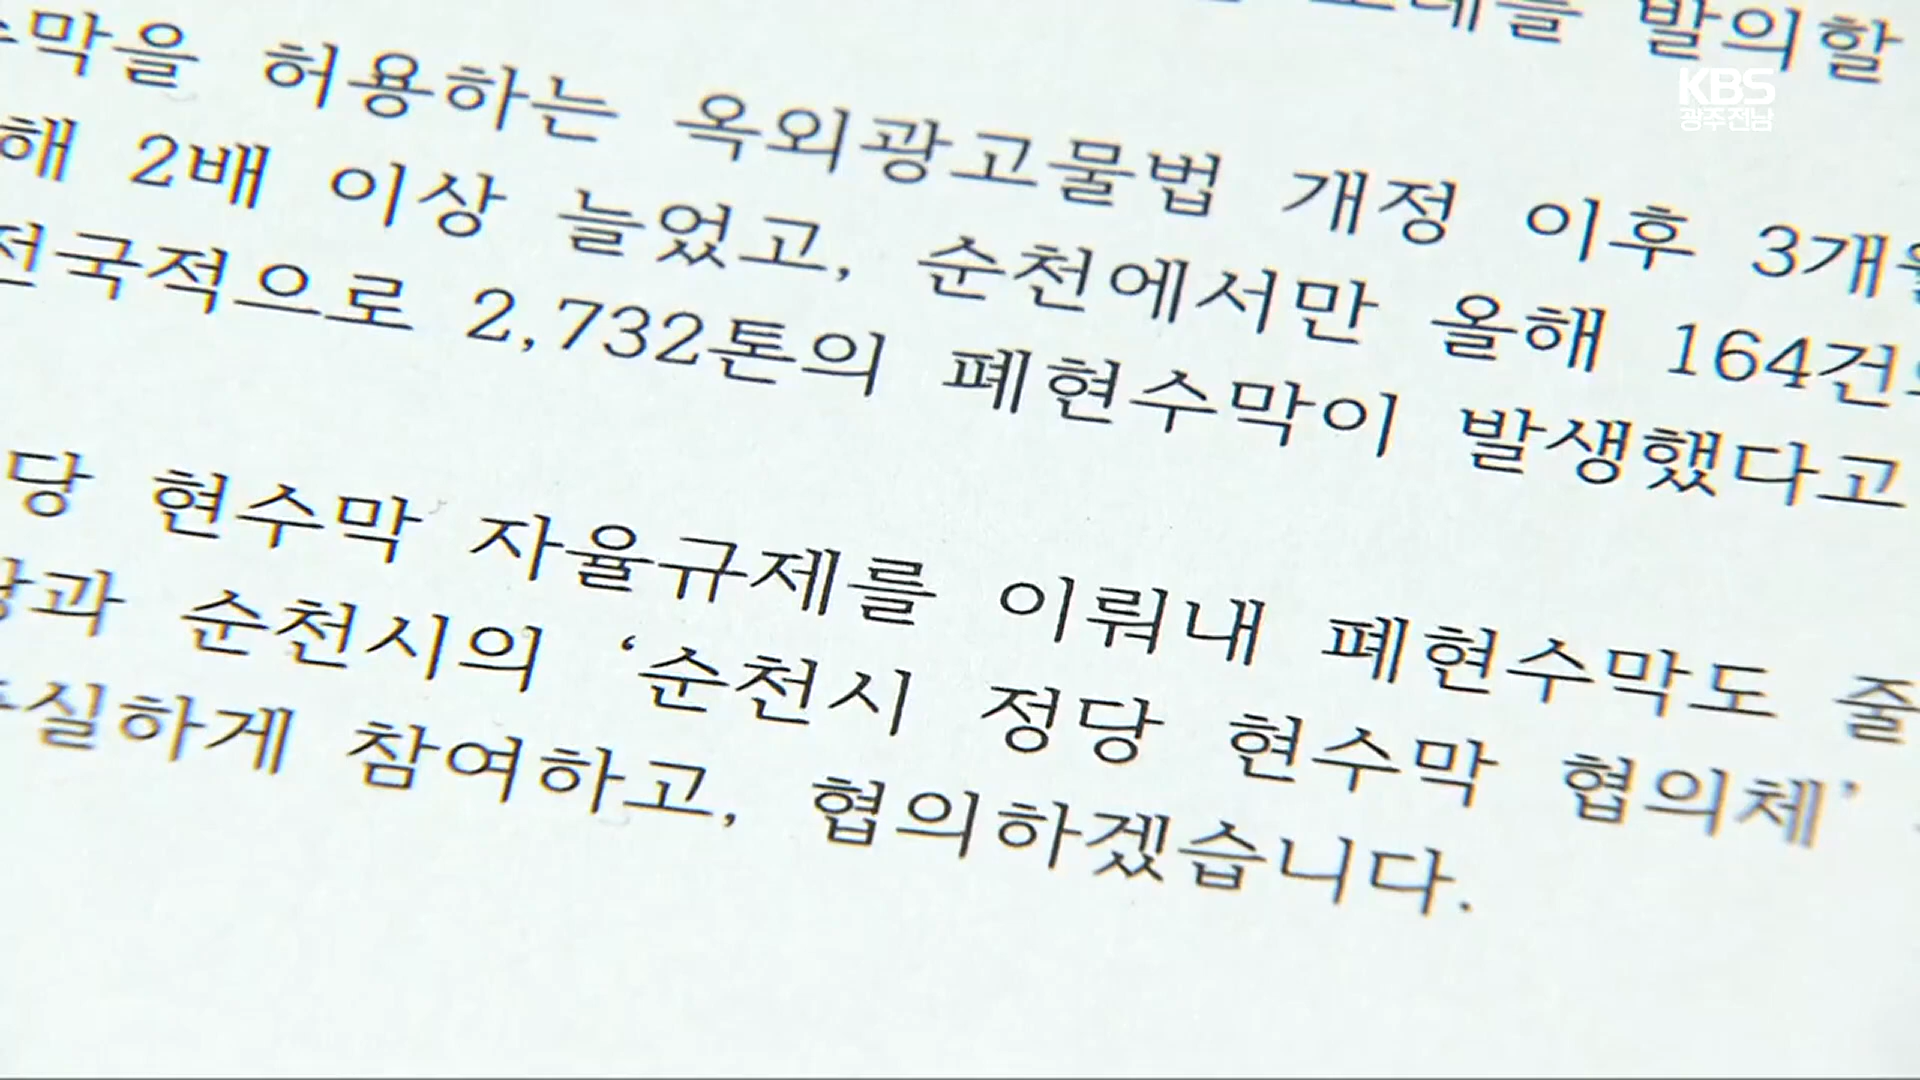 발의할
KBS
광주전남
막을 허용하는 옥외광고물법 개정 이후 3개월
해 2배 이상 늘었고, 순천에서만 올해 164건
전국적으로 2,732톤의 폐현수막이 발생했다고
당 현수막 자율규제를 이뤄내 폐현수막도 줄
과 순천시의 ‘순천시 정당 현수막 협의체’
실하게 참여하고, 협의하겠습니다.